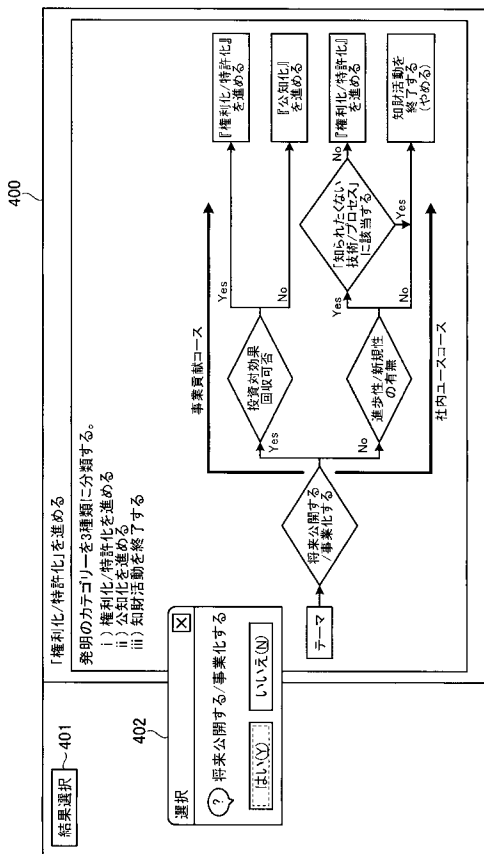 400
結果選択
401
「権利化/特許化」を進める
発明のカテゴリーを3種類に分類する。
ⅰ)権利化/特許化を進める
ⅱ)公知化を進める
ⅲ)知財活動を終了する
402
選択
?
将来公開する/事業化する
はい(Y)
いいえ(N)
テーマ
将来公開する
/事業化する
事業貢献コース
Yes
投資対効果
回収可否
Yes
『権利化/特許化』
を進める
No
『公知化』
を進める
No
進歩性/新規性
の有無
Yes
「知られたくない
技術/プロセス」
に該当する
No
『権利化/特許化』
を進める
Yes
No
知財活動を
終了する
(やめる)
社内ユースコース